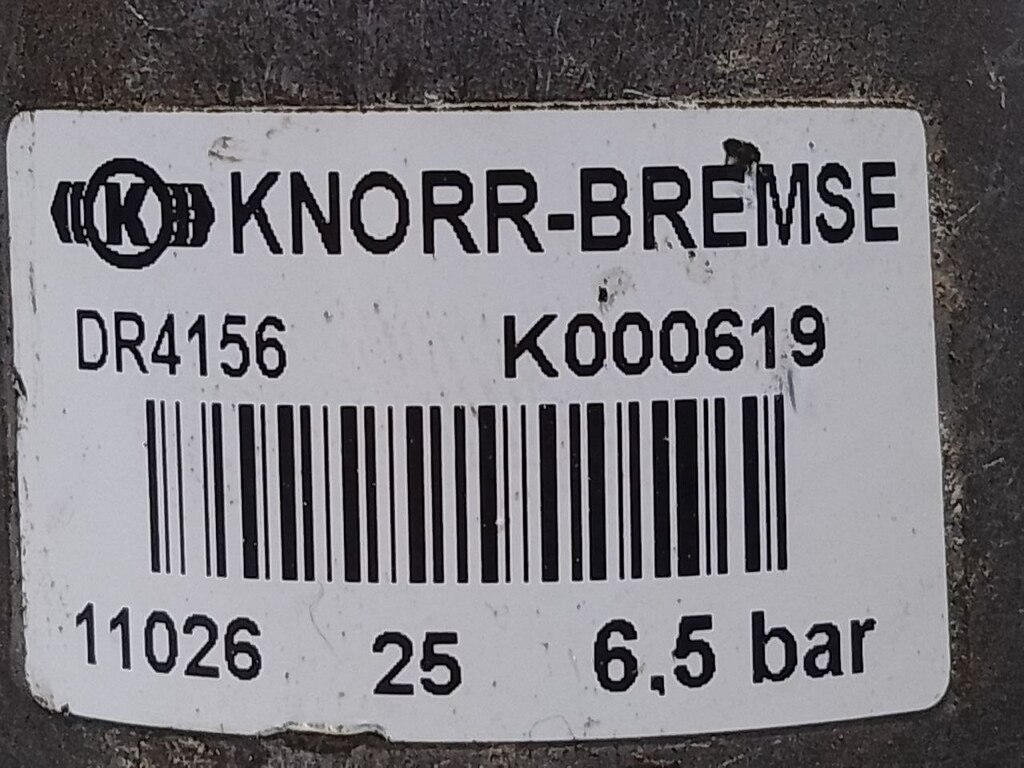 K KNORR-BREMSE
DR4156 K000619
11026 25 6.5 bar